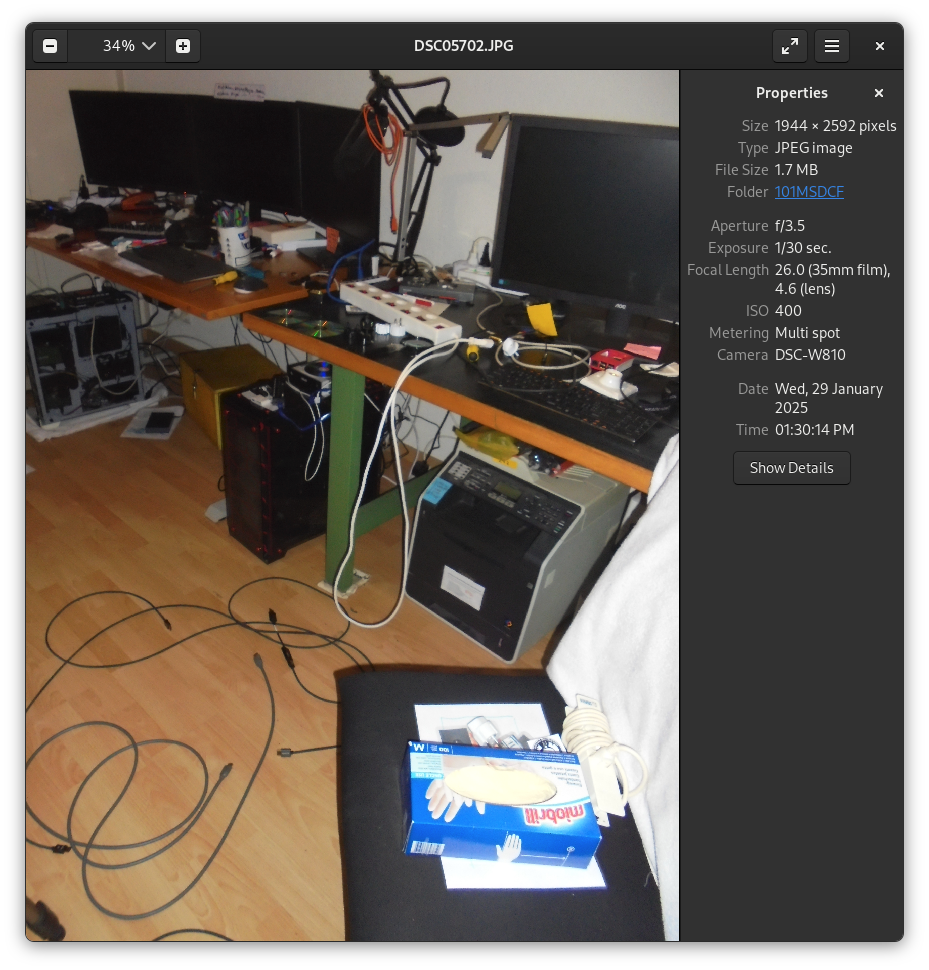 34%
DSC05702.JPG
Properties
Size 1944 × 2592 pixels
Type JPEG image
File Size 1.7 MB
Folder 101MSDCF
Aperture f/3.5
Exposure 1/30 sec.
Focal Length 26.0 (35mm film),
4.6 (lens)
ISO 400
Metering Multi spot
Camera DSC-W810
Date Wed, 29 January
2025
Time 01:30:14 PM
Show Details
AOC
M
100
miobrill